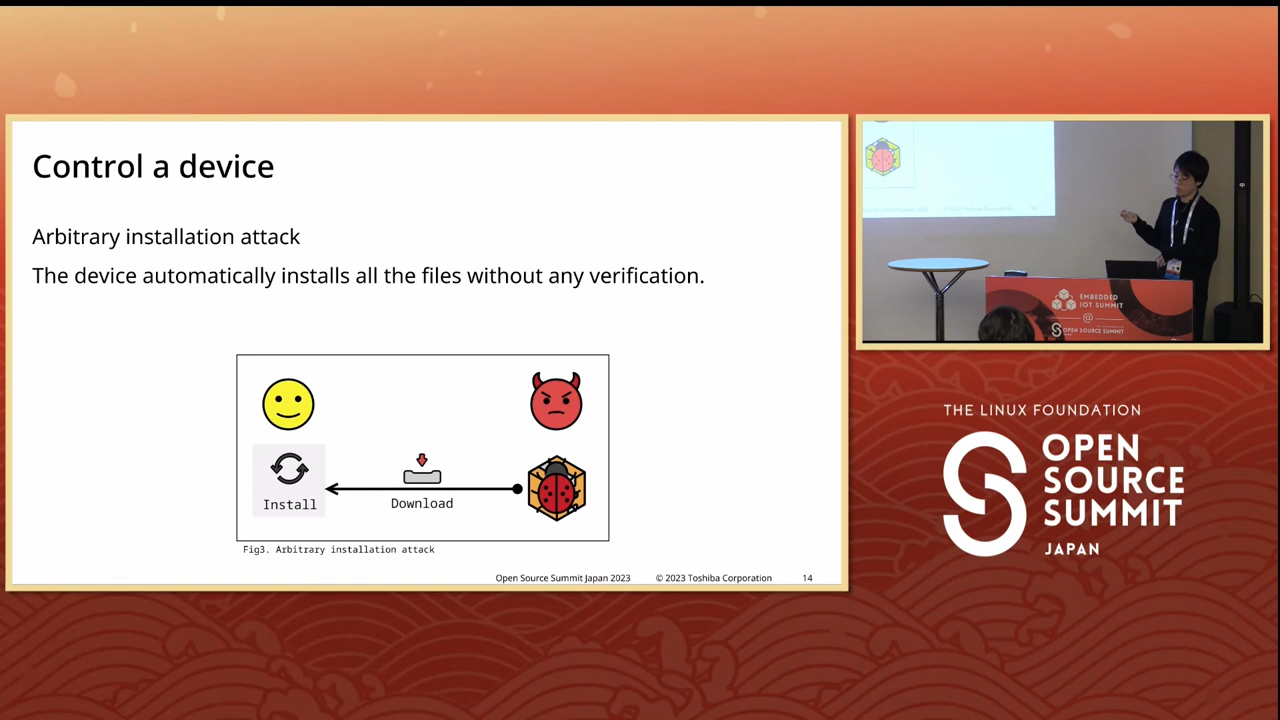 Control a device
Arbitrary installation attack
The device automatically installs all the files without any verification.
Install
Download
Fig3. Arbitrary installation attack
Open Source Summit Japan 2023
© 2023 Toshiba Corporation
14
EMBEDDED
IOT SUMMIT
@
OPEN SOURCE SUMMIT
THE LINUX FOUNDATION
OPEN
SOURCE
SUMMIT
JAPAN